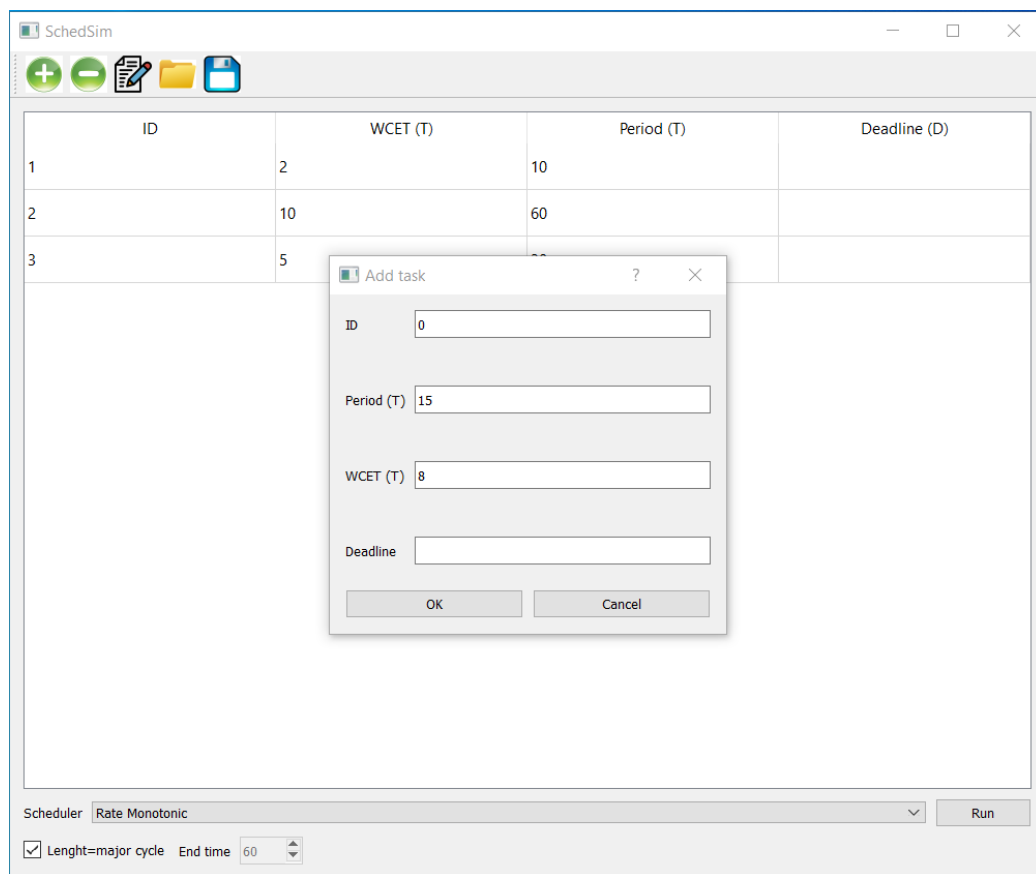 SchedSim
ID WCET (T) Period (T) Deadline (D)
1 2 10
2 10 60
3 5
Add task ?
ID 0
Period (T) 15
WCET (T) 8
Deadline
OK Cancel
Scheduler Rate Monotonic Run
Lenght=major cycle End time 60